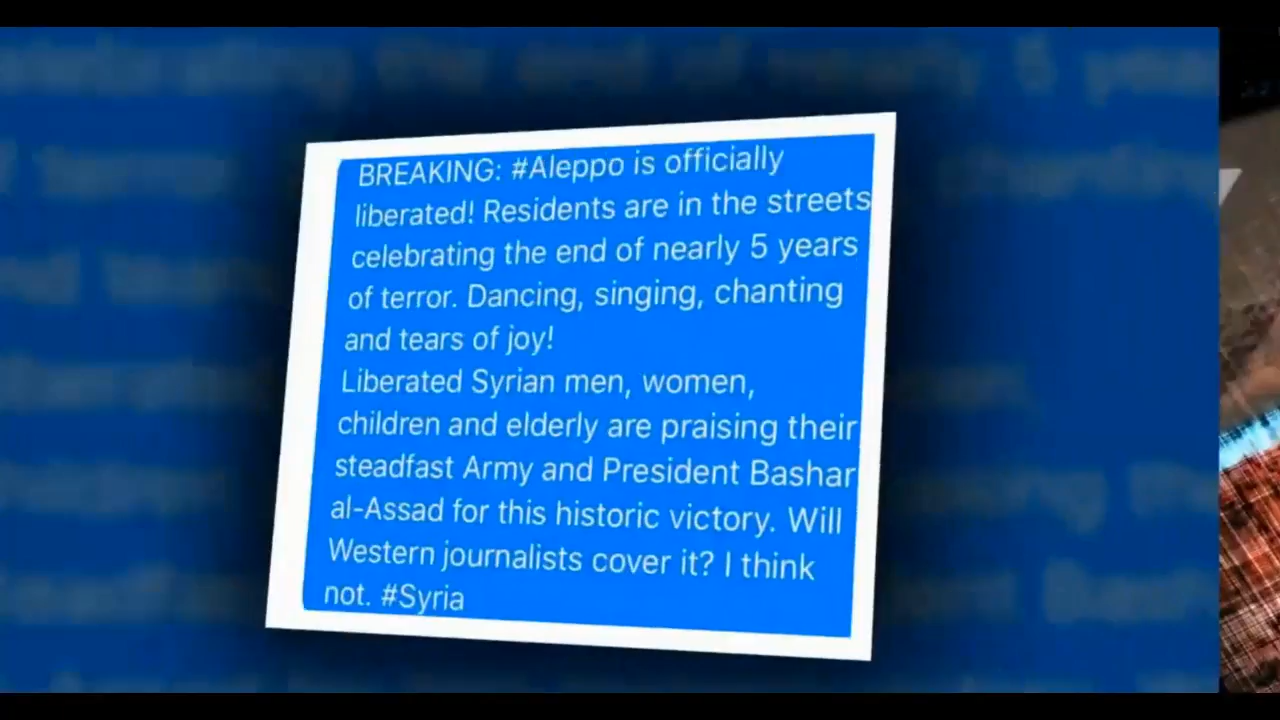 BREAKING: #Aleppo is officially
liberated! Residents are in the streets
celebrating the end of nearly 5 years
of terror. Dancing, singing, chanting
and tears of joy!
Liberated Syrian men, women,
children and elderly are praising their
steadfast Army and President Bashar
al-Assad for this historic victory. Will
Western journalists cover it? I think
not. #Syria